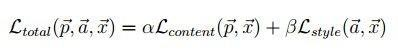 ℒ_total(p⃗, a⃗, x⃗) = αℒ_content(p⃗, x⃗) + βℒ_style(a⃗, x⃗)